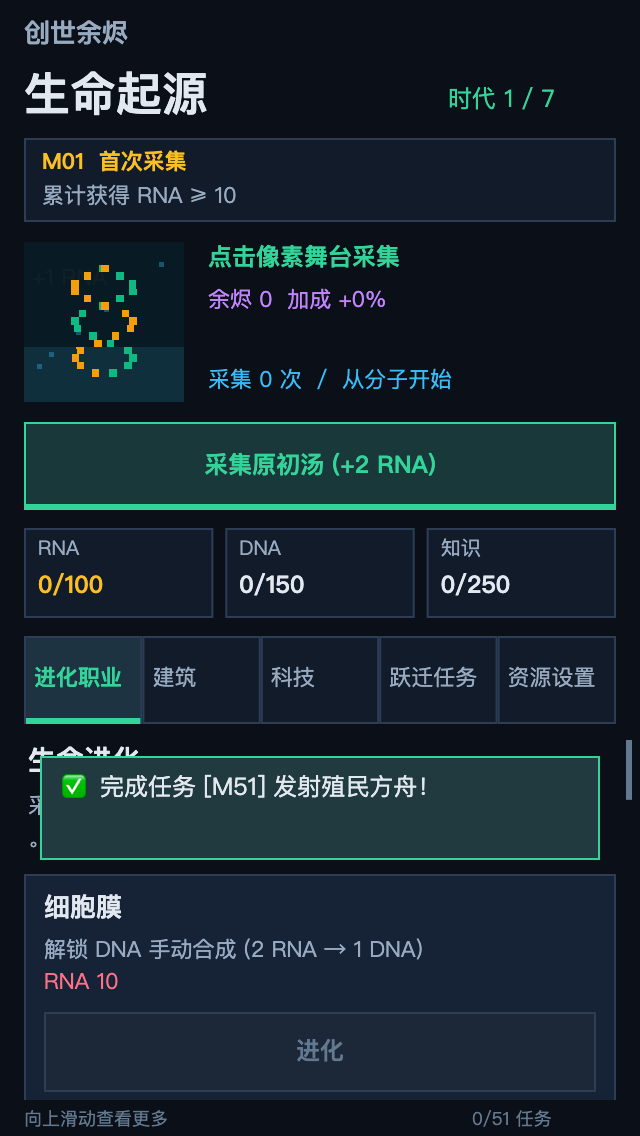 创世余烬
生命起源
时代 1 / 7
M01 首次采集
累计获得 RNA ≥ 10
+1 RNA
点击像素舞台采集
余烬 0 加成 +0%
采集 0 次 / 从分子开始
采集原初汤 (+2 RNA)
RNA
0/100
DNA
0/150
知识
0/250
进化职业
建筑
科技
跃迁任务
资源设置
生命进化
✅ 完成任务 [M51] 发射殖民方舟!
细胞膜
解锁 DNA 手动合成 (2 RNA → 1 DNA)
RNA 10
进化
向上滑动查看更多
0/51 任务